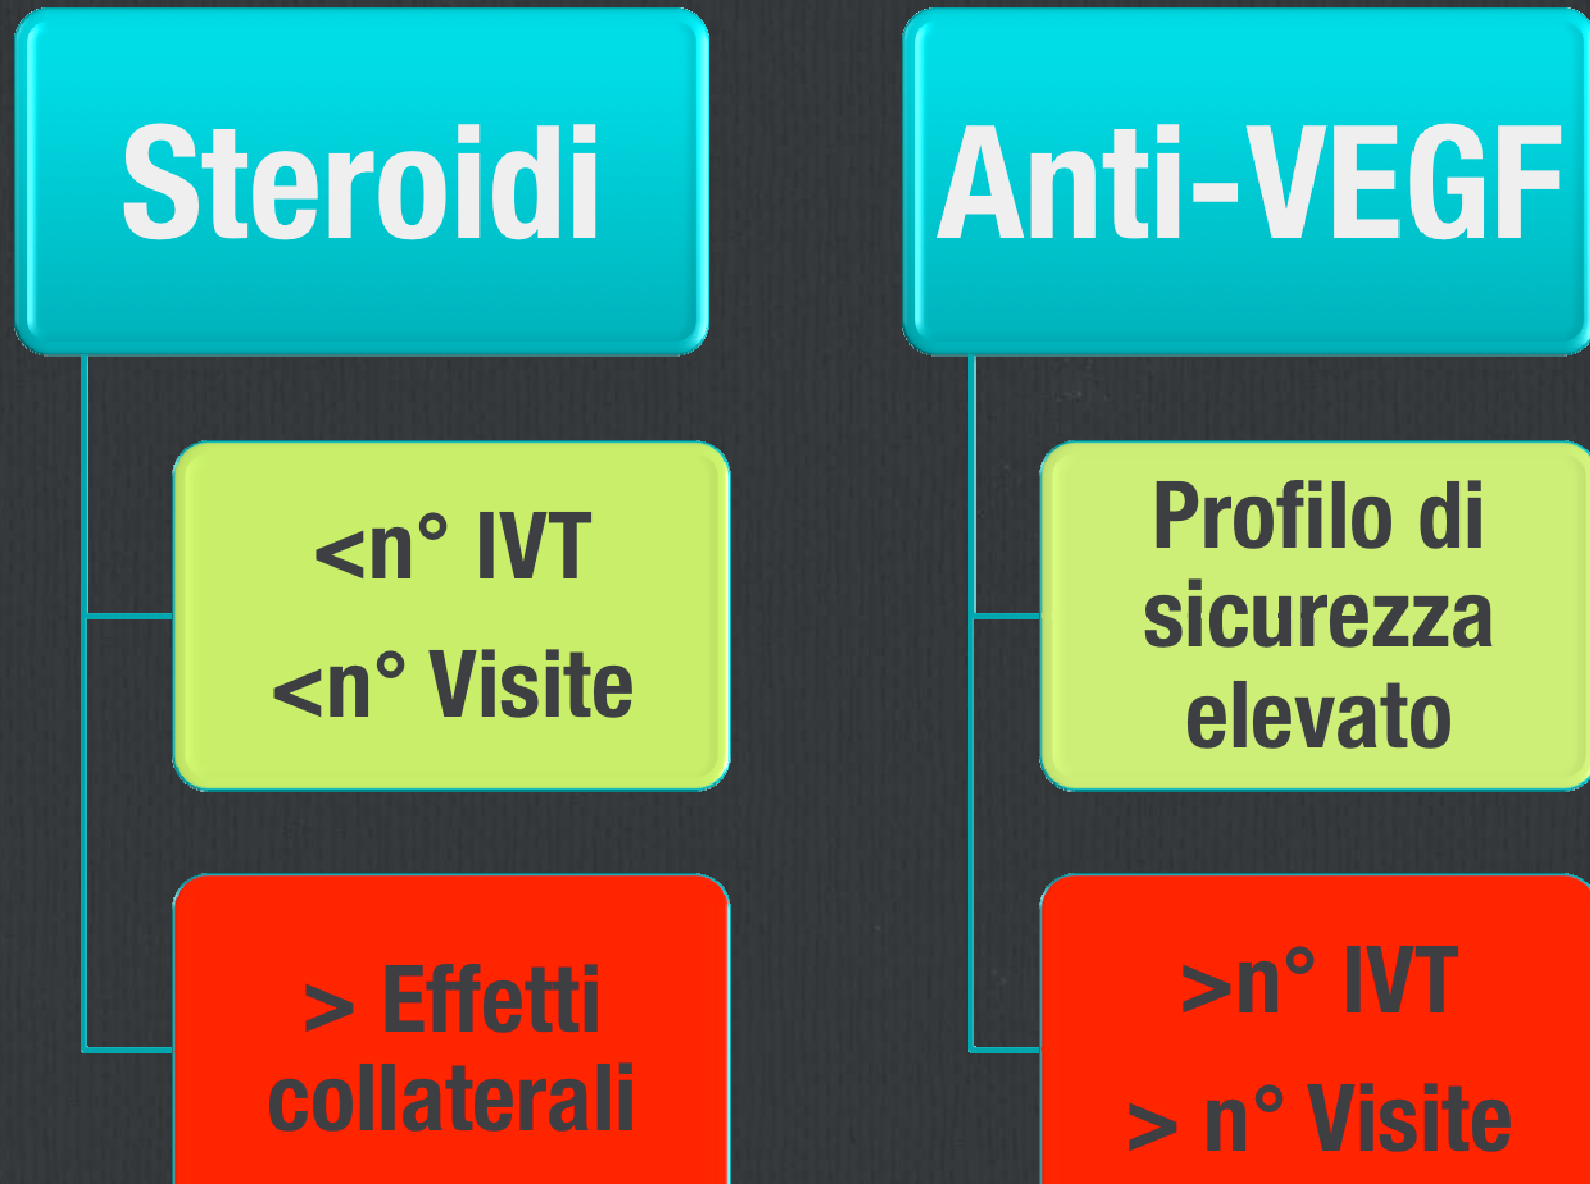 Steroidi
<n° IVT
<n° Visite
> Effetti
collaterali
Anti-VEGF
Profilo di
sicurezza
elevato
>n° IVT
> n° Visite